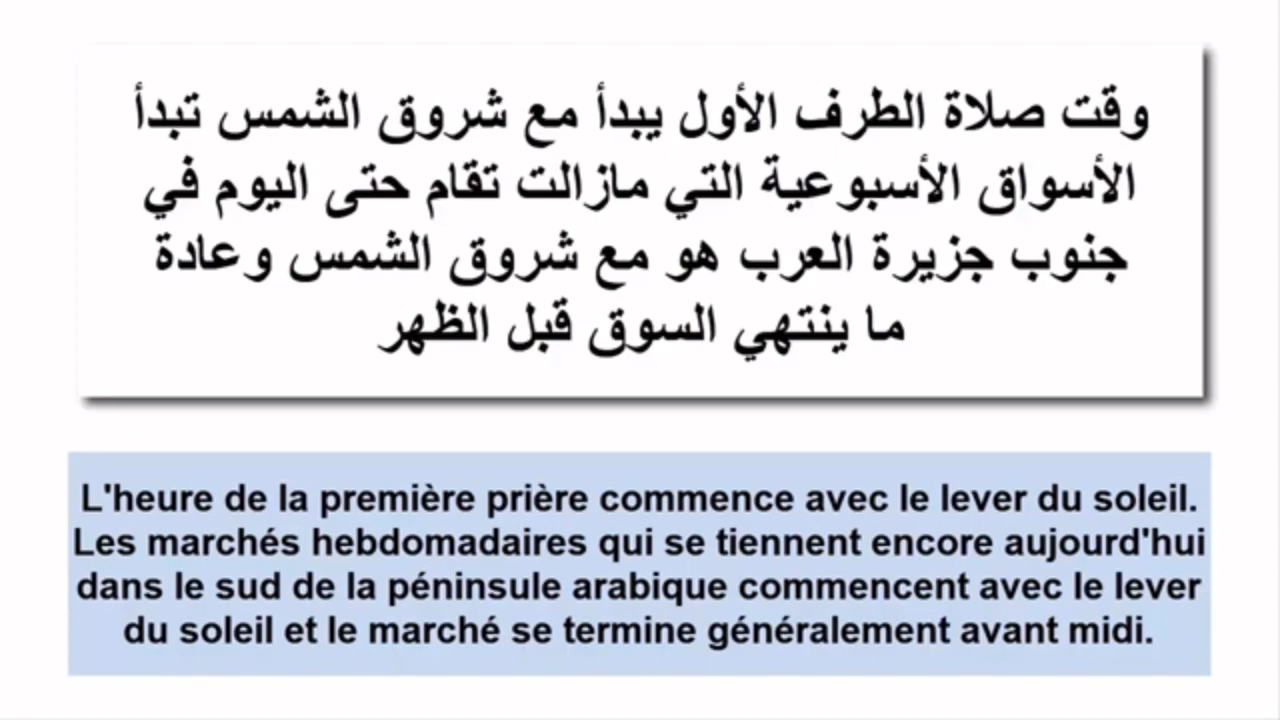 وقت صلاة الطرف الأول يبدأ مع شروق الشمس تبدأ
الأسواق الأسبوعية التي مازالت تقام حتى اليوم في
جنوب جزيرة العرب هو مع شروق الشمس وعادة
ما ينتهي السوق قبل الظهر
L'heure de la première prière commence avec le lever du soleil.
Les marchés hebdomadaires qui se tiennent encore aujourd'hui
dans le sud de la péninsule arabique commencent avec le lever
du soleil et le marché se termine généralement avant midi.